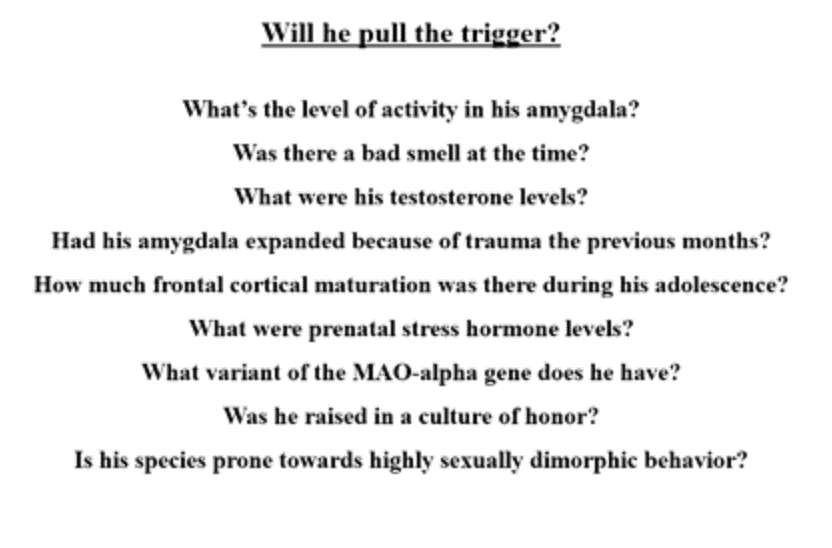 Will he pull the trigger?
What's the level of activity in his amygdala?
Was there a bad smell at the time?
What were his testosterone levels?
Had his amygdala expanded because of trauma the previous months?
How much frontal cortical maturation was there during his adolescence?
What were prenatal stress hormone levels?
What variant of the MAO-alpha gene does he have?
Was he raised in a culture of honor?
Is his species prone towards highly sexually dimorphic behavior?